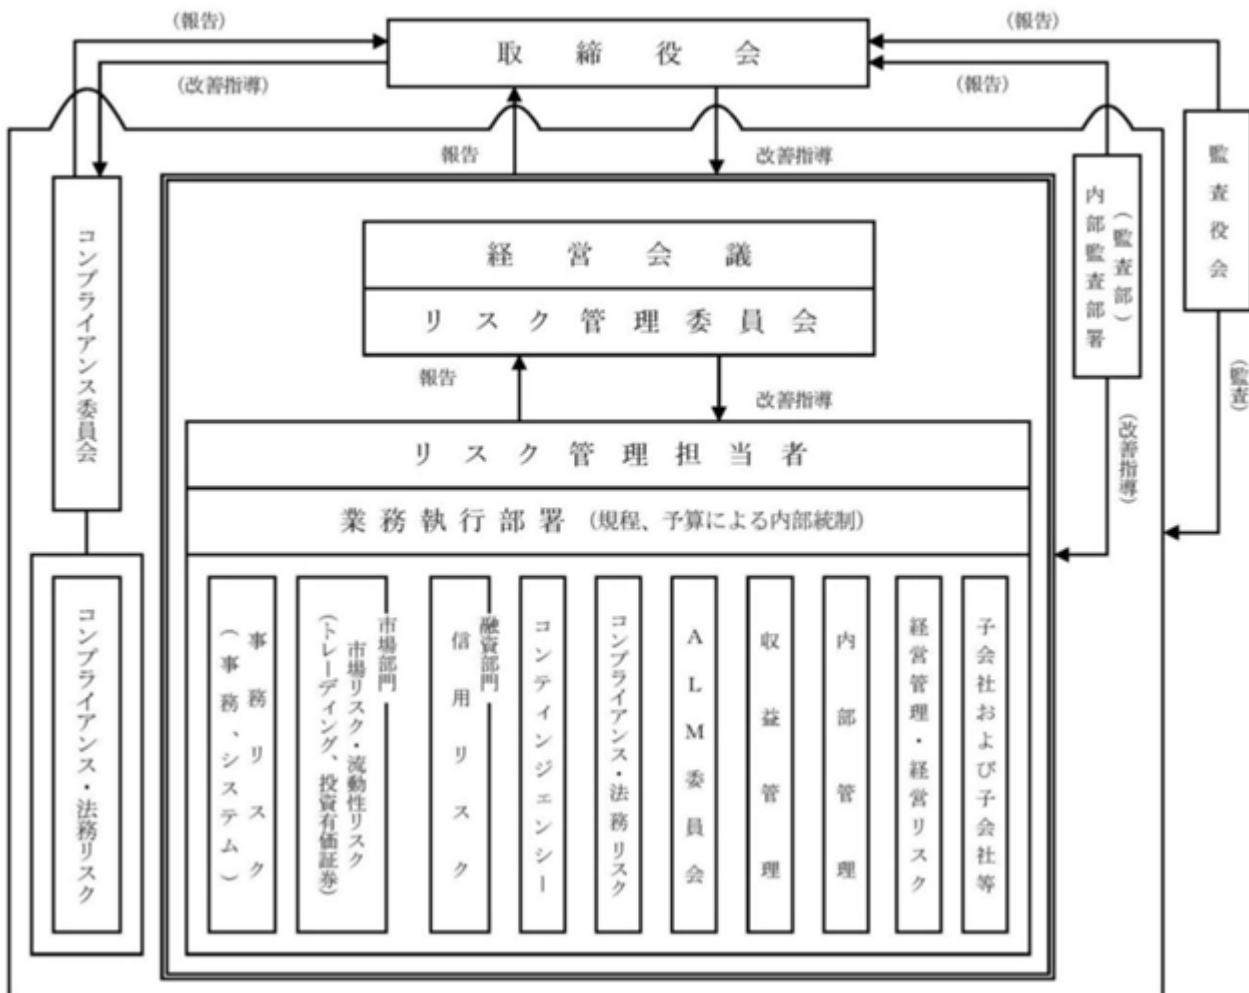 (報告)
(報告)
取締役会
(改善指導)
(報告)
報告
改善指導
監査役会
内部監査部署
(監査部)
経営会議
リスク管理委員会
コンプライアンス委員会
報告
改善指導
(監査)
(改善指導)
リスク管理担当者
業務執行部署 (規程、予算による内部統制)
コンプライアンス・法務リスク
事務リスク
(事務、システム)
市場部門
市場リスク・流動性リスク
(トレーディング、投資有価証券)
融資部門
信用リスク
コンティンジェンシー
コンプライアンス・法務リスク
ALM委員会
収益管理
内部管理
経営管理・経営リスク
子会社および子会社等